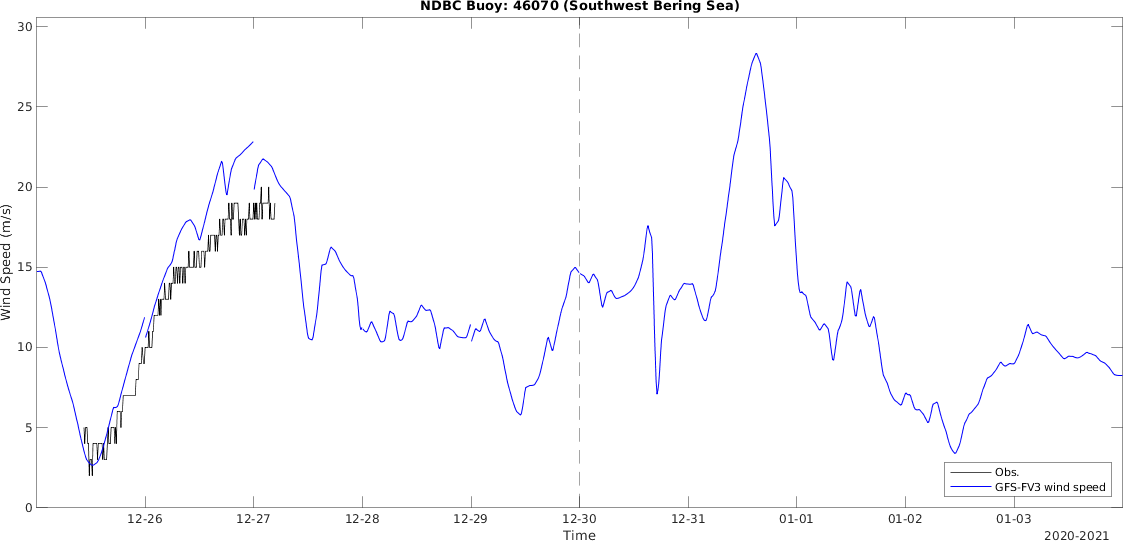 NDBC Buoy: 46070 (Southwest Bering Sea)
30
25
20
15
10
5
0
Wind Speed (m/s)
12-26 12-27 12-28 12-29 12-30 12-31 01-01 01-02 01-03
Time
2020-2021
Obs.
GFS-FV3 wind speed